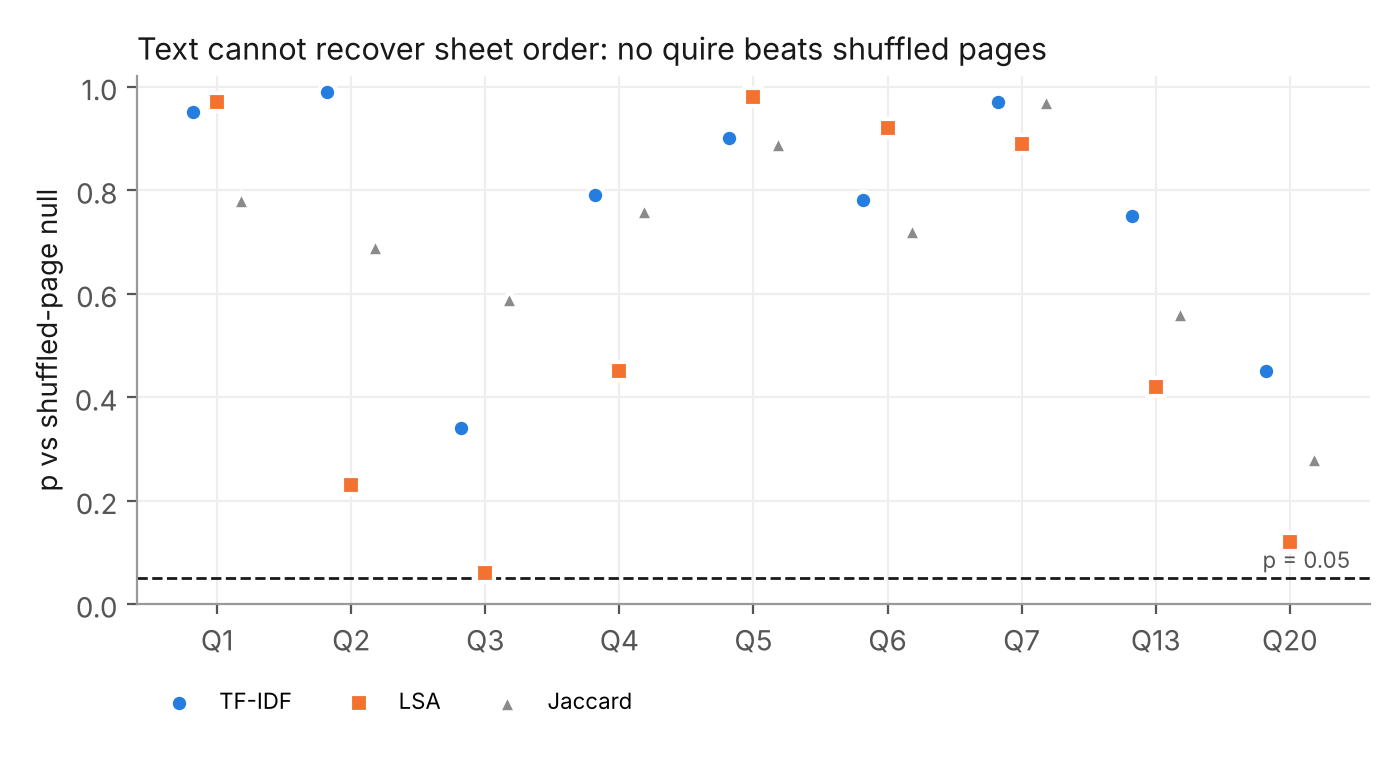 Text cannot recover sheet order: no quire beats shuffled pages
p vs shuffled-page null
1.0
0.8
0.6
0.4
0.2
0.0
p = 0.05
Q1 Q2 Q3 Q4 Q5 Q6 Q7 Q13 Q20
TF-IDF LSA Jaccard